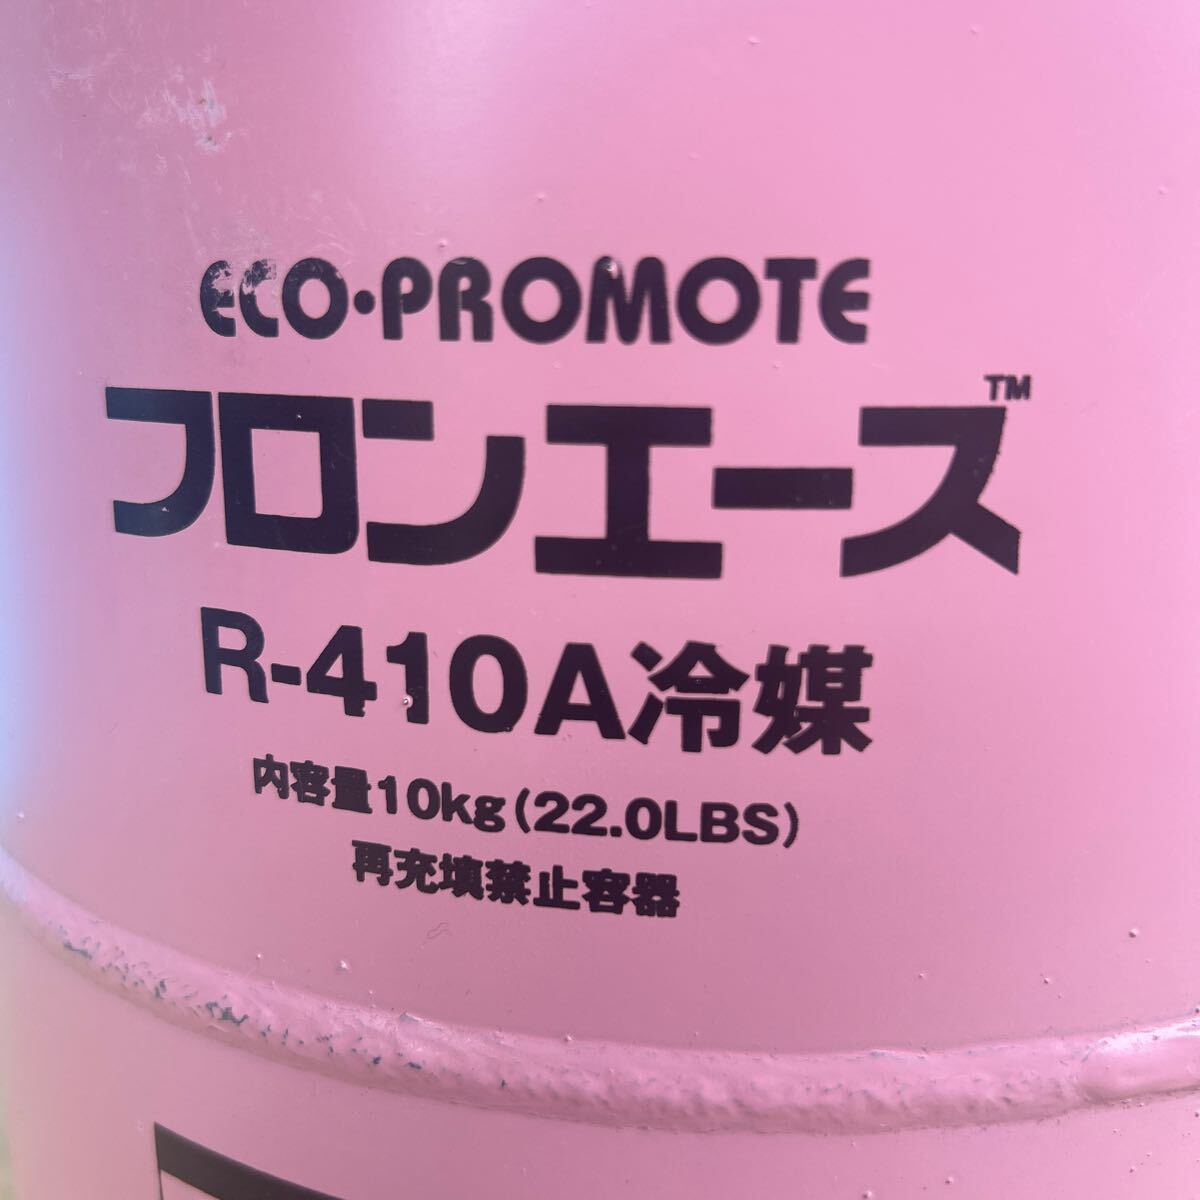 ECO・PROMOTE
フロンエース™
R-410A冷媒
内容量10kg(22.0LBS)
再充填禁止容器